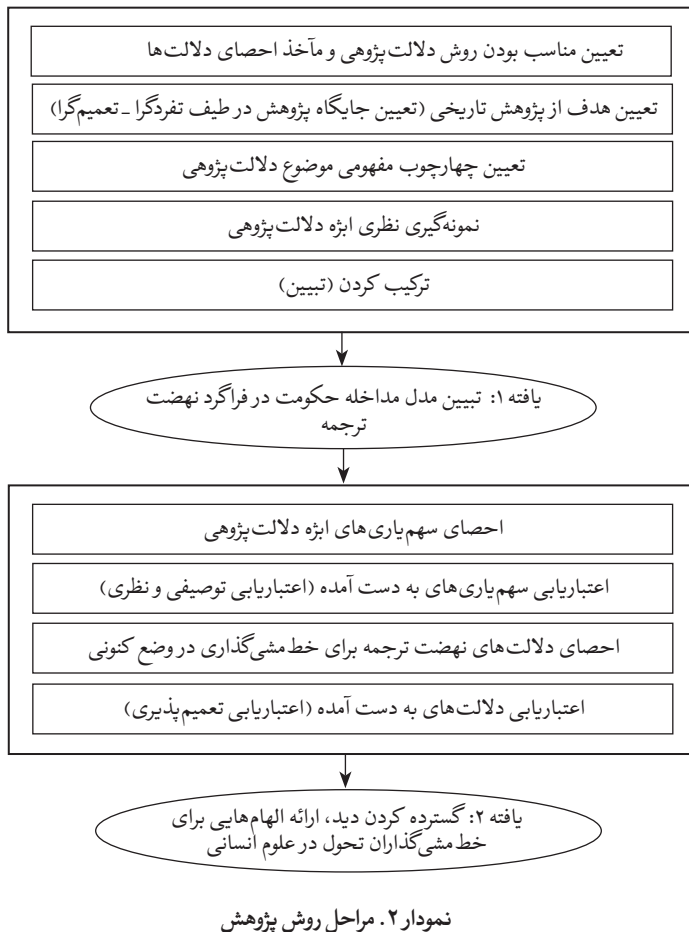 تعیین مناسب بودن روش دلالت‌پژوهی و مآخذ احصای دلالت‌ها
تعیین هدف از پژوهش تاریخی (تعیین جایگاه پژوهش در طیف تفردگرا ـ تعمیم‌گرا)
تعیین چهارچوب مفهومی موضوع دلالت‌پژوهی
نمونه‌گیری نظری ابژه دلالت‌پژوهی
ترکیب کردن (تبیین)
یافته ۱: تبیین مدل مداخله حکومت در فراگرد نهضت
ترجمه
احصای سهم‌یاری‌های ابژه دلالت‌پژوهی
اعتباریابی سهم‌یاری‌های به دست آمده (اعتباریابی توصیفی و نظری)
احصای دلالت‌های نهضت ترجمه برای خط‌مشی‌گذاری در وضع کنونی
اعتباریابی دلالت‌های به دست آمده (اعتباریابی تعمیم‌پذیری)
یافته ۲: گسترده کردن دید، ارائه الهام‌هایی برای
خط‌مشی‌گذاران تحول در علوم انسانی
نمودار ۲. مراحل روش پژوهش